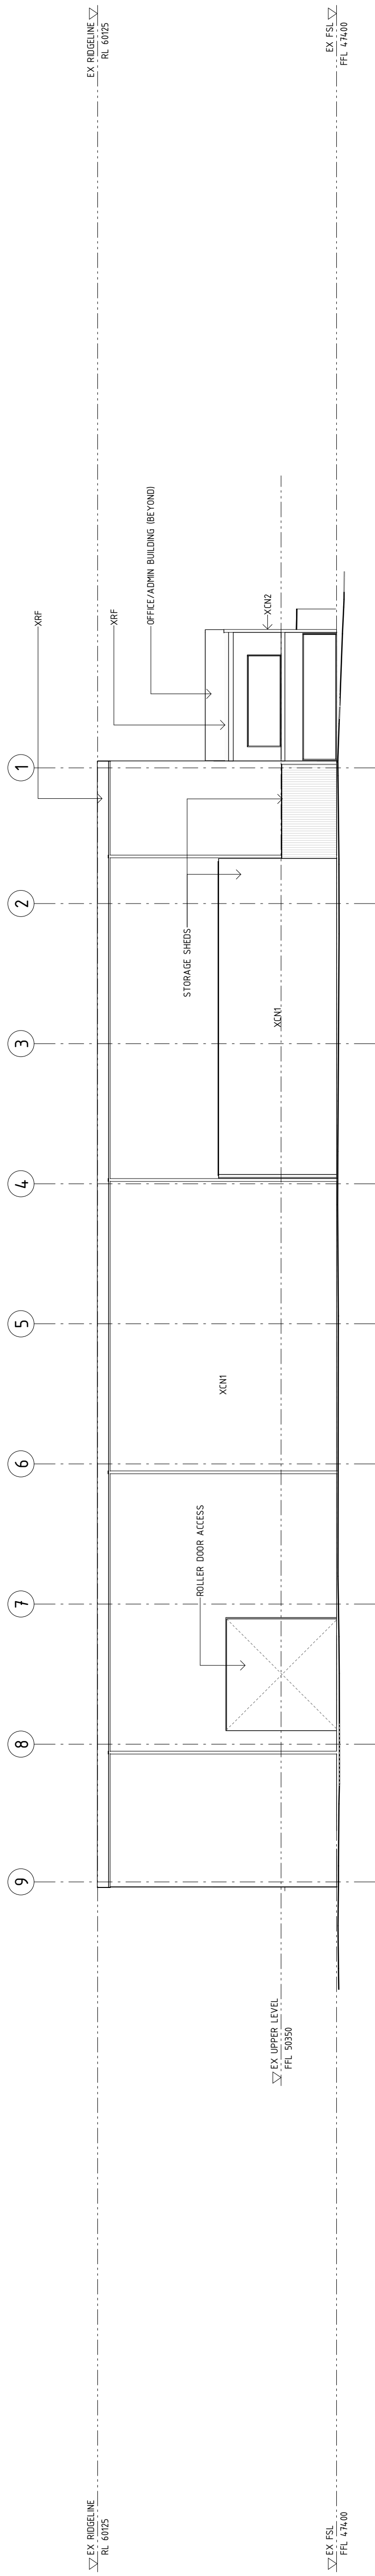 EX RIDGELINE
RL 60125
EX FSL
FFL 47400
EX UPPER LEVEL
FFL 50350
9
8
7
6
5
4
3
2
1
ROLLER DOOR ACCESS
XCN1
XCN1
STORAGE SHEDS
XRF
XRF
OFFICE/ADMIN BUILDING (BEYOND)
XCN2
EX RIDGELINE
RL 60125
EX FSL
FFL 47400